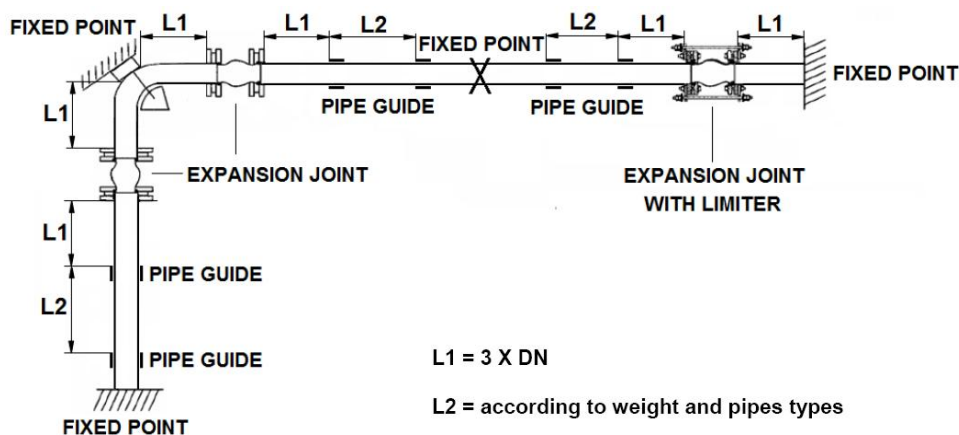 L1
L1
L2
L2
L1
L1
FIXED POINT
FIXED POINT
FIXED POINT
PIPE GUIDE
PIPE GUIDE
L1
EXPANSION JOINT
EXPANSION JOINT
WITH LIMITER
L1
PIPE GUIDE
L2
PIPE GUIDE
L1 = 3 X DN
L2 = according to weight and pipes types
FIXED POINT